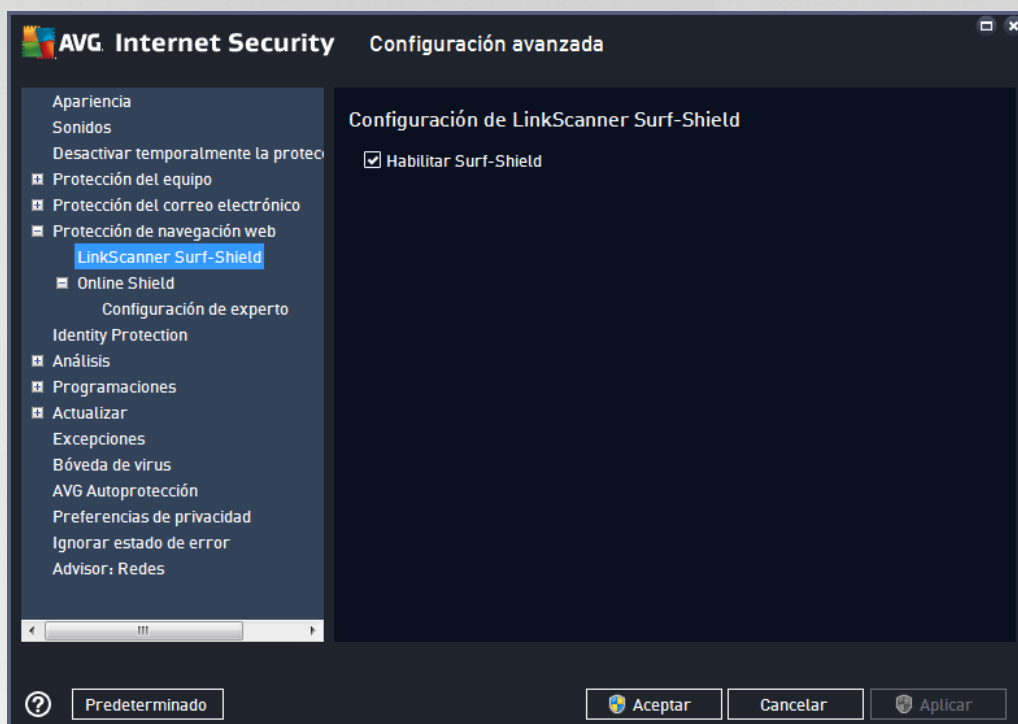 AVG. Internet Security Configuración avanzada
Apariencia
Sonidos
Desactivar temporalmente la protec
Protección del equipo
Protección del correo electrónico
Protección de navegación web
LinkScanner Surf-Shield
Online Shield
Configuración de experto
Identity Protection
Análisis
Programaciones
Actualizar
Excepciones
Bóveda de virus
AVG Autoprotección
Preferencias de privacidad
Ignorar estado de error
Advisor: Redes
Configuración de LinkScanner Surf-Shield
Habilitar Surf-Shield
? Predeterminado Aceptar Cancelar Aplicar